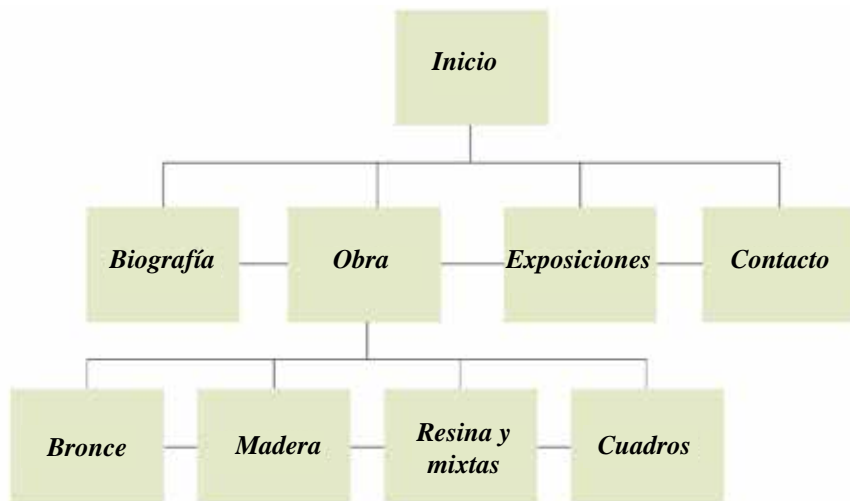 Inicio
Biografía
Obra
Exposiciones
Contacto
Bronce
Madera
Resina y
mixtas
Cuadros